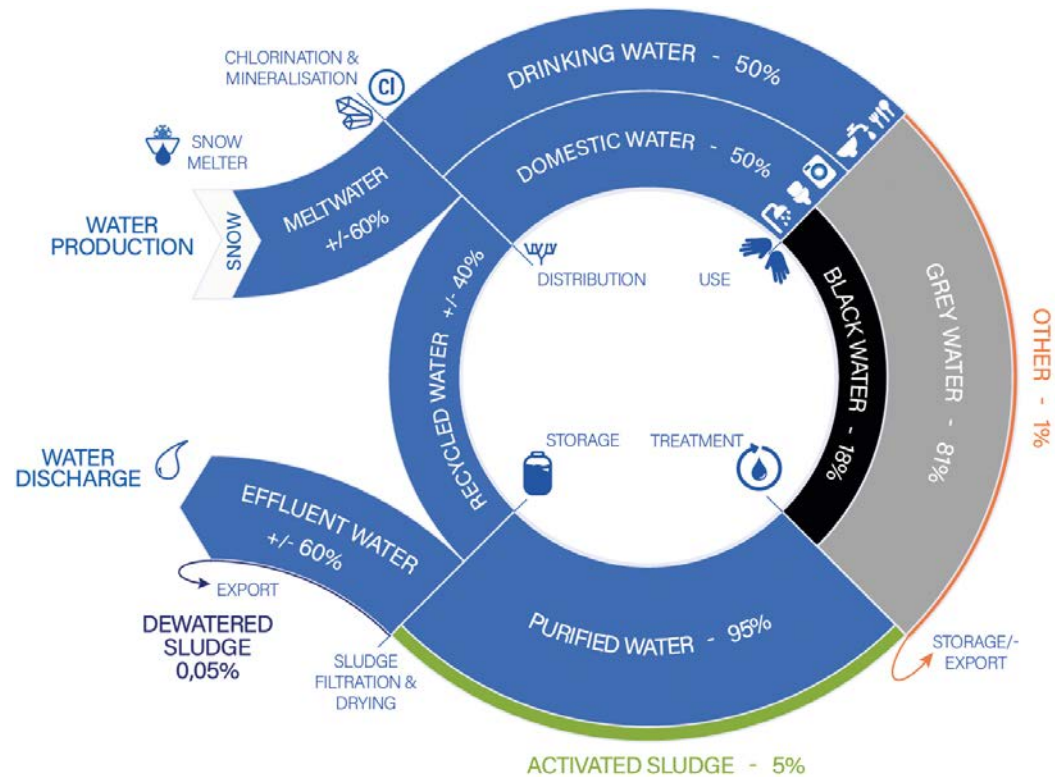 CHLORINATION &
MINERALISATION
Cl
DRINKING WATER - 50%
SNOW
MELTER
DOMESTIC WATER - 50%
WATER
PRODUCTION
SNOW
MELTWATER
+/-60%
DISTRIBUTION
USE
RECYCLED WATER +/- 40%
BLACK WATER - 18%
GREY WATER - 81%
OTHER - 1%
STORAGE
TREATMENT
WATER
DISCHARGE
EFFLUENT WATER
+/- 60%
EXPORT
DEWATERED
SLUDGE
0,05%
SLUDGE
FILTRATION &
DRYING
PURIFIED WATER - 95%
STORAGE/-
EXPORT
ACTIVATED SLUDGE - 5%